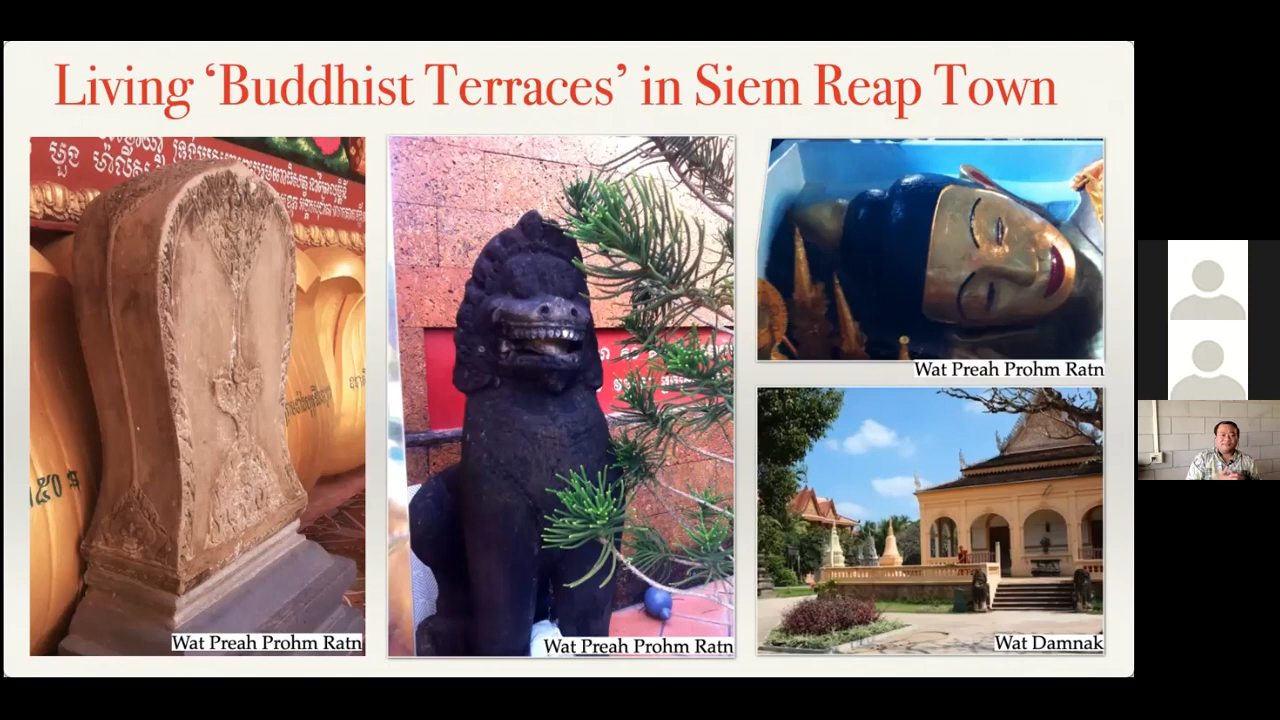 Living ‘Buddhist Terraces’ in Siem Reap Town
Wat Preah Prohm Ratn
Wat Preah Prohm Ratn
Wat Preah Prohm Ratn
Wat Damnak